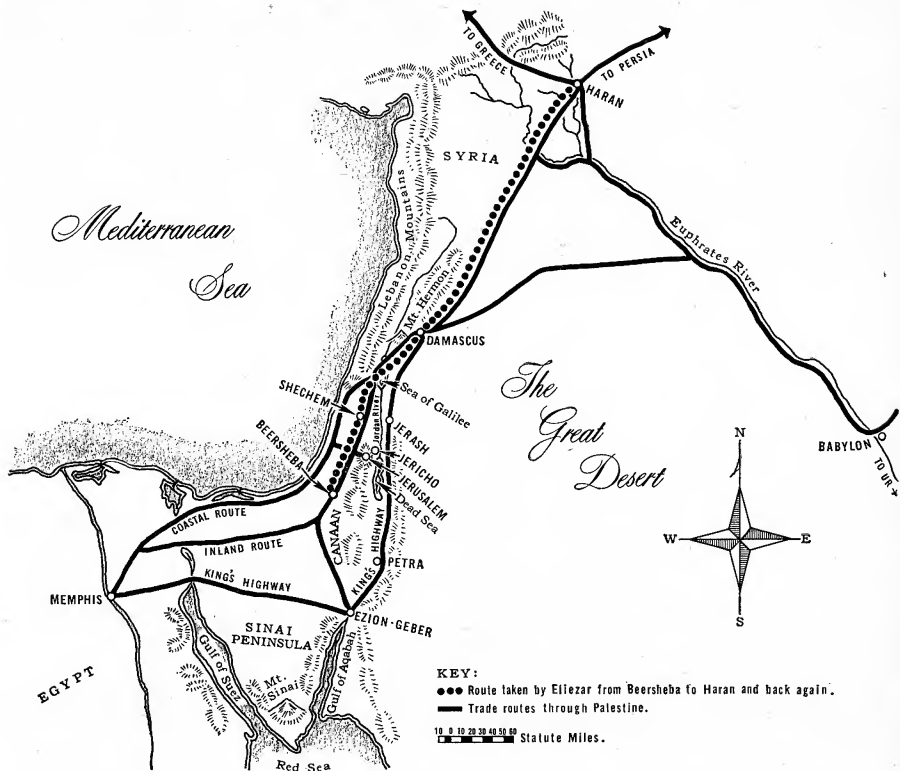 TO GREECE
TO PERSIA
HARAN
SYRIA
Mediterranean
Sea
Lebanon Mountains
Mt. Hermon
Euphrates River
DAMASCUS
SHECHEM
Sea of Galilee
The
Great
Desert
BEERSHEBA
Jordan River
JERASH
JERICHO
JERUSALEM
Dead Sea
BABYLON
TO UR
N
W
E
S
COASTAL ROUTE
INLAND ROUTE
CANAAN
KING'S HIGHWAY
PETRA
KING'S HIGHWAY
MEMPHIS
EZION-GEBER
SINAI
PENINSULA
EGYPT
Gulf of Suez
Mt.
Sinai
Gulf of Aqabah
Red Sea
KEY:
Route taken by Eliezar from Beersheba to Haran and back again.
Trade routes through Palestine.
10 0 10 20 30 40 50 60
Statute Miles.